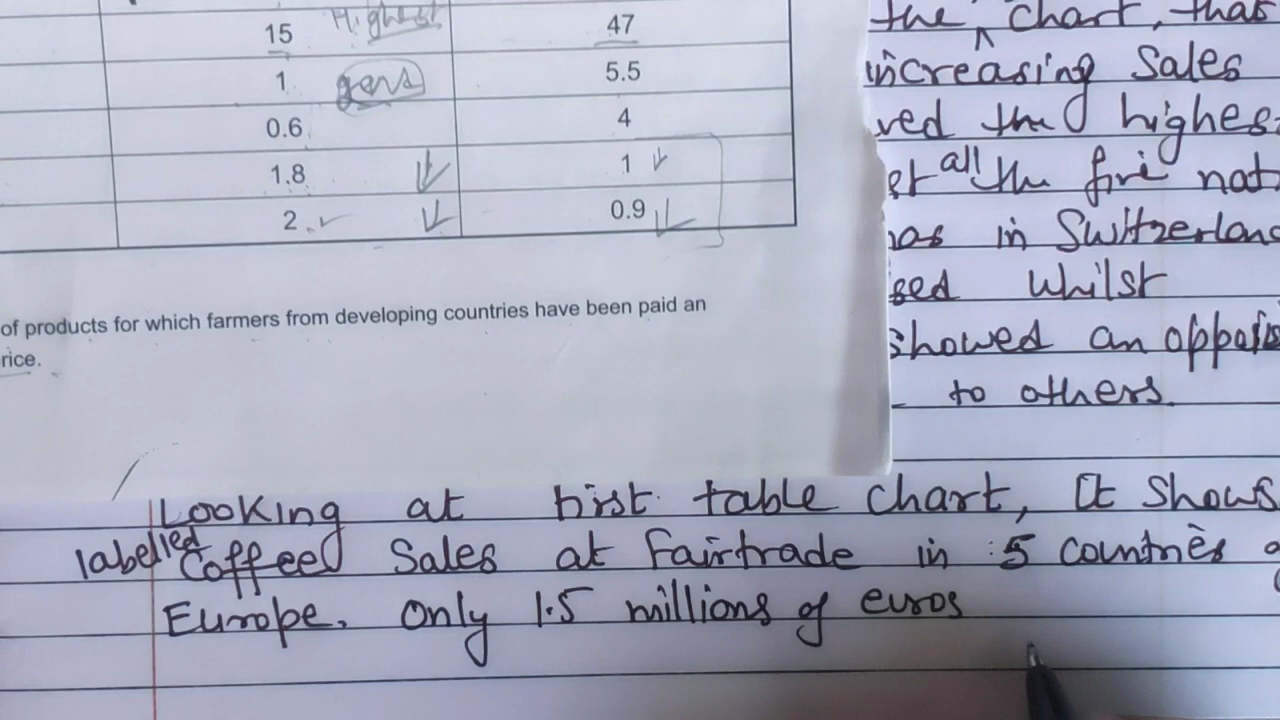 15 Highest 47
1 gens 5.5
0.6 4
1.8 1
2 0.9
of products for which farmers from developing countries have been paid an
rice.
the chart, that
increasing Sales
ved the highes
all the five nat
as in Switzerland
sed whilst
showed an
to others.
Looking at first table chart, It shows
labelled Coffee Sales at Fairtrade in 5 countries
Europe. Only 1.5 millions of euros